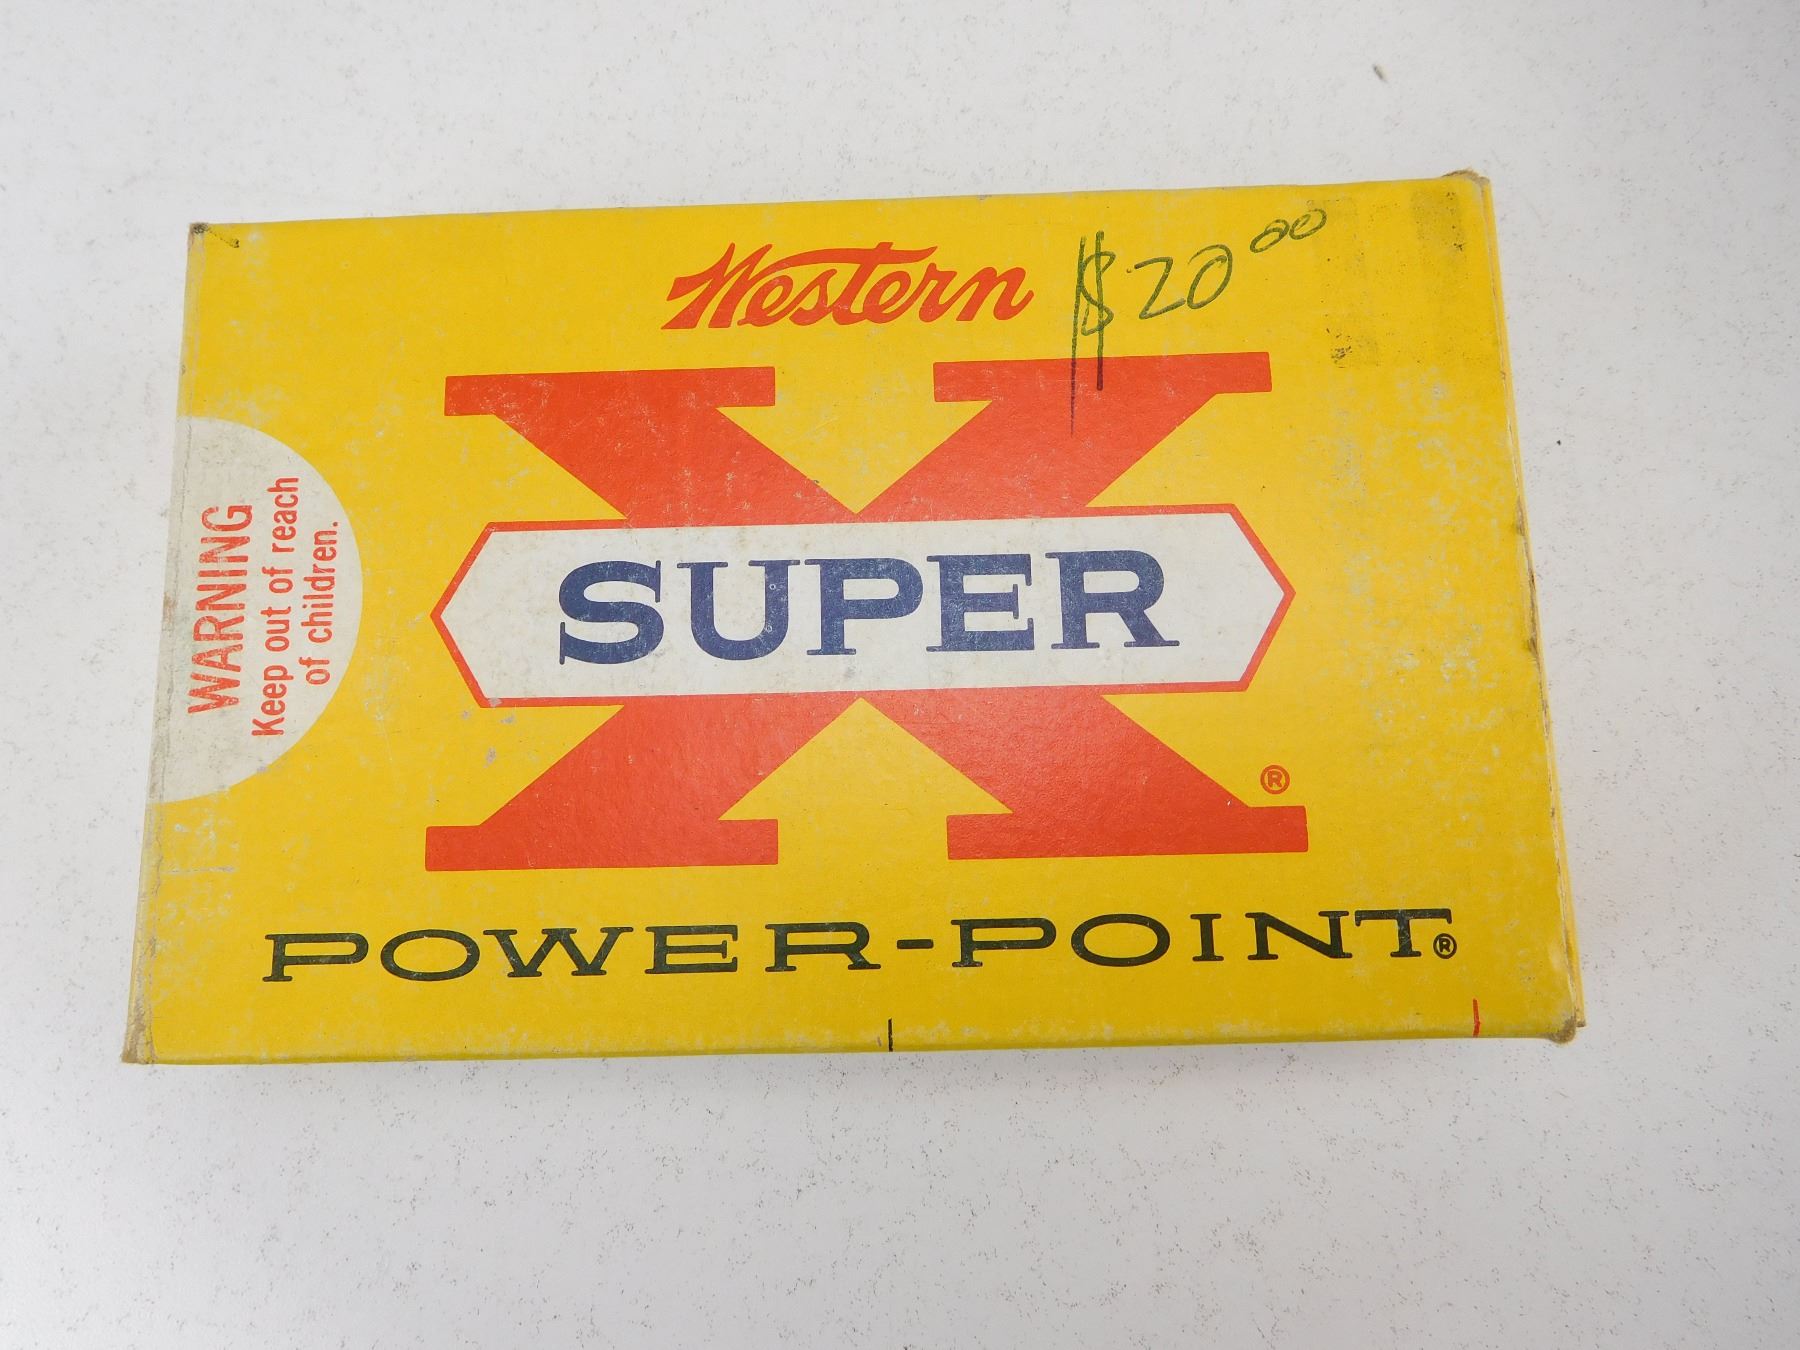 Western
$20 00
X
SUPER
®
POWER-POINT®
WARNING
Keep out of reach
of children.